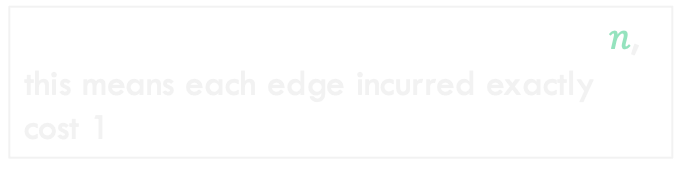 n,
this means each edge incurred exactly
cost 1